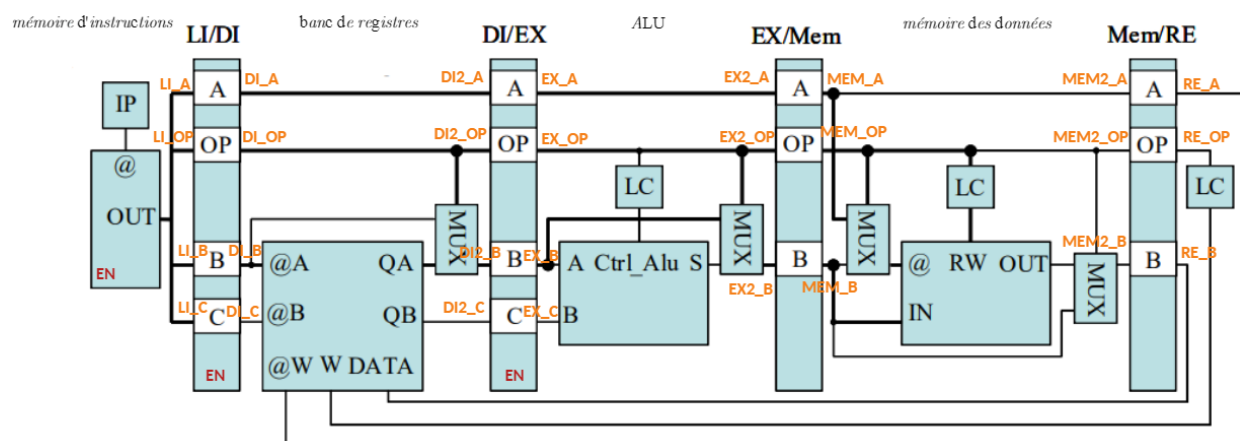 mémoire d'instructions
banc de registres
ALU
mémoire des données
LI/DI
DI/EX
EX/Mem
Mem/RE
LI_A
A
DI_A
DI2_A
A
EX_A
EX2_A
A
MEM_A
MEM2_A
A
RE_A
IP
LI_OP
OP
DI_OP
DI2_OP
OP
EX_OP
EX2_OP
OP
MEM_OP
MEM2_OP
OP
RE_OP
@
OUT
EN
LC
LC
LC
MUX
MUX
MUX
MUX
LI_B
B
DI_B
@A
QA
DI2_B
B
EX_B
A
Ctrl_Alu
S
EX2_B
B
MEM_B
@
RW
OUT
MEM2_B
B
RE_B
LI_C
C
DI_C
@B
QB
DI2_C
C
EX_C
B
IN
@W
W
DATA
EN
EN